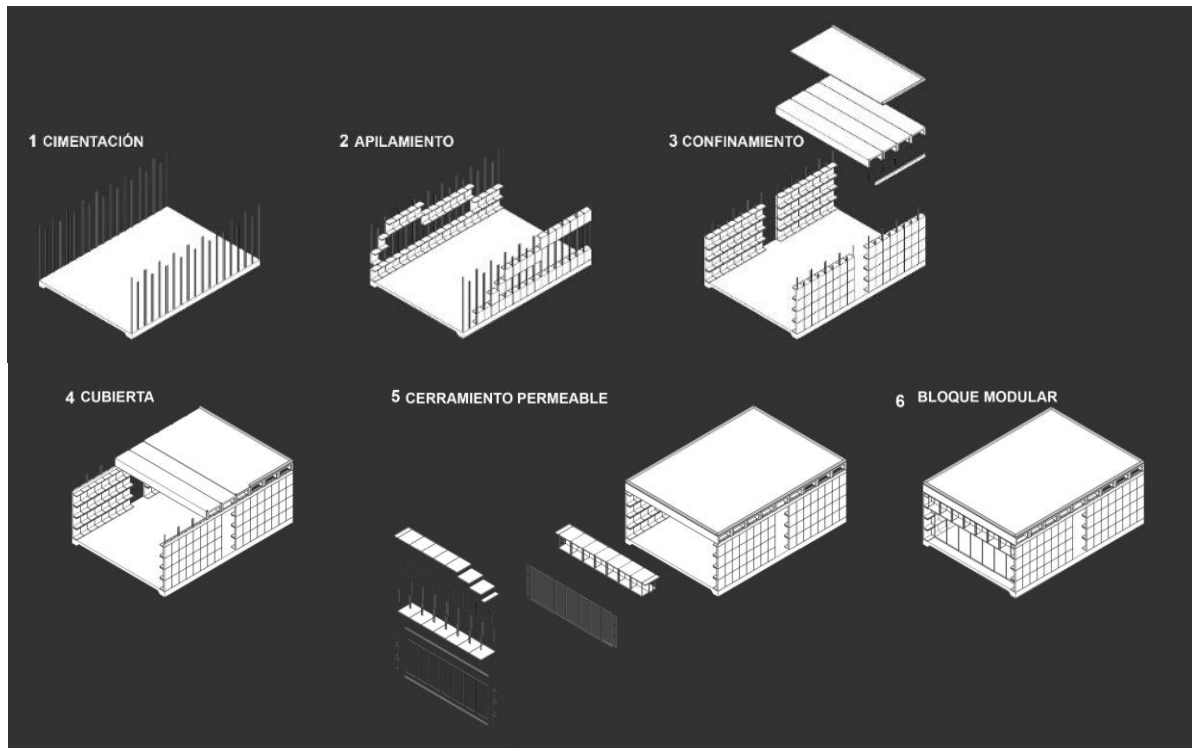 1 CIMENTACIÓN
2 APILAMIENTO
3 CONFINAMIENTO
4 CUBIERTA
5 CERRAMIENTO PERMEABLE
6 BLOQUE MODULAR